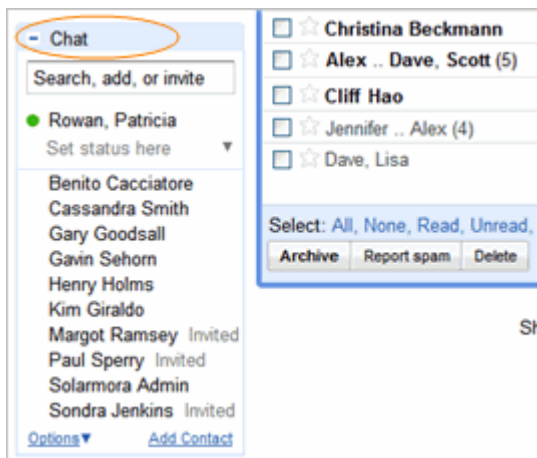 - Chat
Search, add, or invite
Rowan, Patricia
Set status here
Benito Cacciatore
Cassandra Smith
Gary Goodsall
Gavin Sehorn
Henry Holms
Kim Giraldo
Margot Ramsey Invited
Paul Sperry Invited
Solarmora Admin
Sondra Jenkins Invited
Options▼ Add Contact
Christina Beckmann
Alex .. Dave, Scott (5)
Cliff Hao
Jennifer .. Alex (4)
Dave, Lisa
Select: All, None, Read, Unread,
Archive Report spam Delete